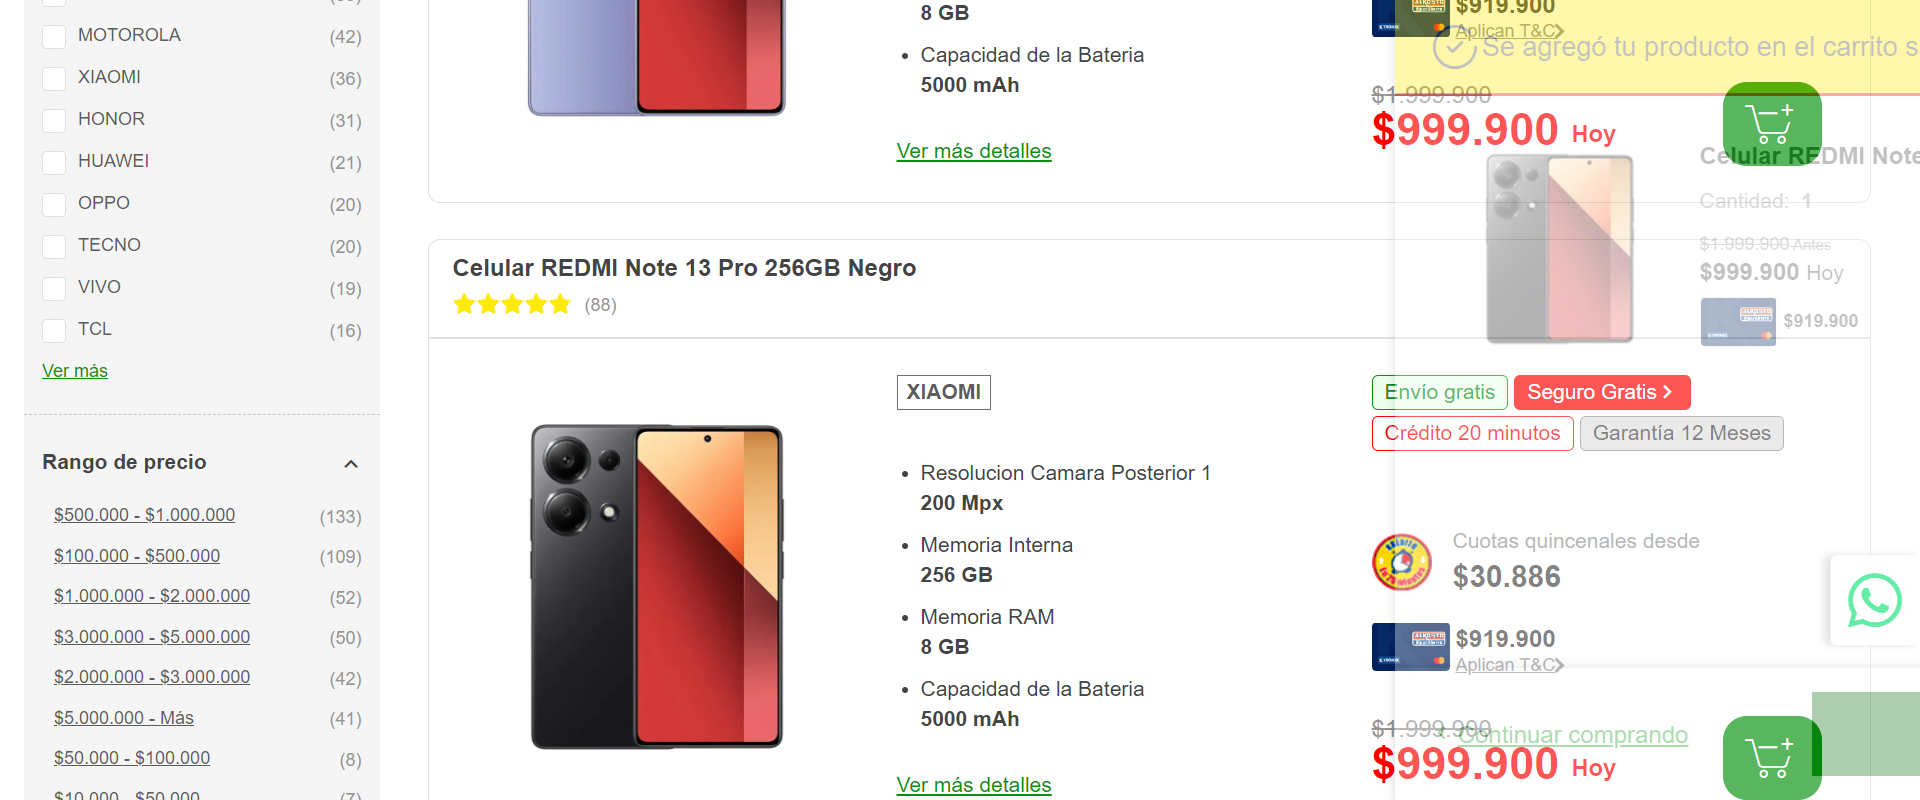 MOTOROLA (42)
XIAOMI (36)
HONOR (31)
HUAWEI (21)
OPPO (20)
TECNO (20)
VIVO (19)
TCL (16)
Ver más
Rango de precio
$500.000 - $1.000.000 (133)
$100.000 - $500.000 (109)
$1.000.000 - $2.000.000 (52)
$3.000.000 - $5.000.000 (50)
$2.000.000 - $3.000.000 (42)
$5.000.000 - Más (41)
$50.000 - $100.000 (8)
$10.000 - $50.000 (7)
8 GB
Capacidad de la Bateria
5000 mAh
Ver más detalles
$919.900
Aplican T&C
$1.999.900
$999.900 Hoy
Celular REDMI Note 13 Pro 256GB Negro
(88)
XIAOMI
Resolucion Camara Posterior 1
200 Mpx
Memoria Interna
256 GB
Memoria RAM
8 GB
Capacidad de la Bateria
5000 mAh
Ver más detalles
Envío gratis
Seguro Gratis
Crédito 20 minutos
Garantía 12 Meses
Cuotas quincenales desde
$30.886
$919.900
Aplican T&C
$1.999.900
$999.900 Hoy
Se agregó tu producto en el carrito s
Celular REDMI Note
Cantidad: 1
$1.999.900 Antes
$999.900 Hoy
$919.900
Continuar comprando